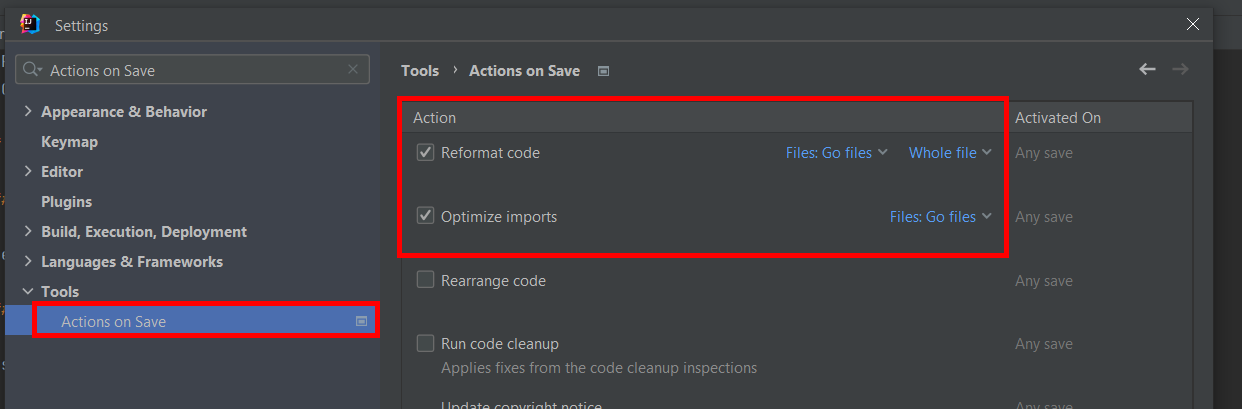 Settings
Actions on Save
Appearance & Behavior
Keymap
Editor
Plugins
Build, Execution, Deployment
Languages & Frameworks
Tools
Actions on Save
Tools › Actions on Save
Action Activated On
Reformat code Files: Go files Whole file Any save
Optimize imports Files: Go files Any save
Rearrange code Any save
Run code cleanup Any save
Applies fixes from the code cleanup inspections
Update copyright notice